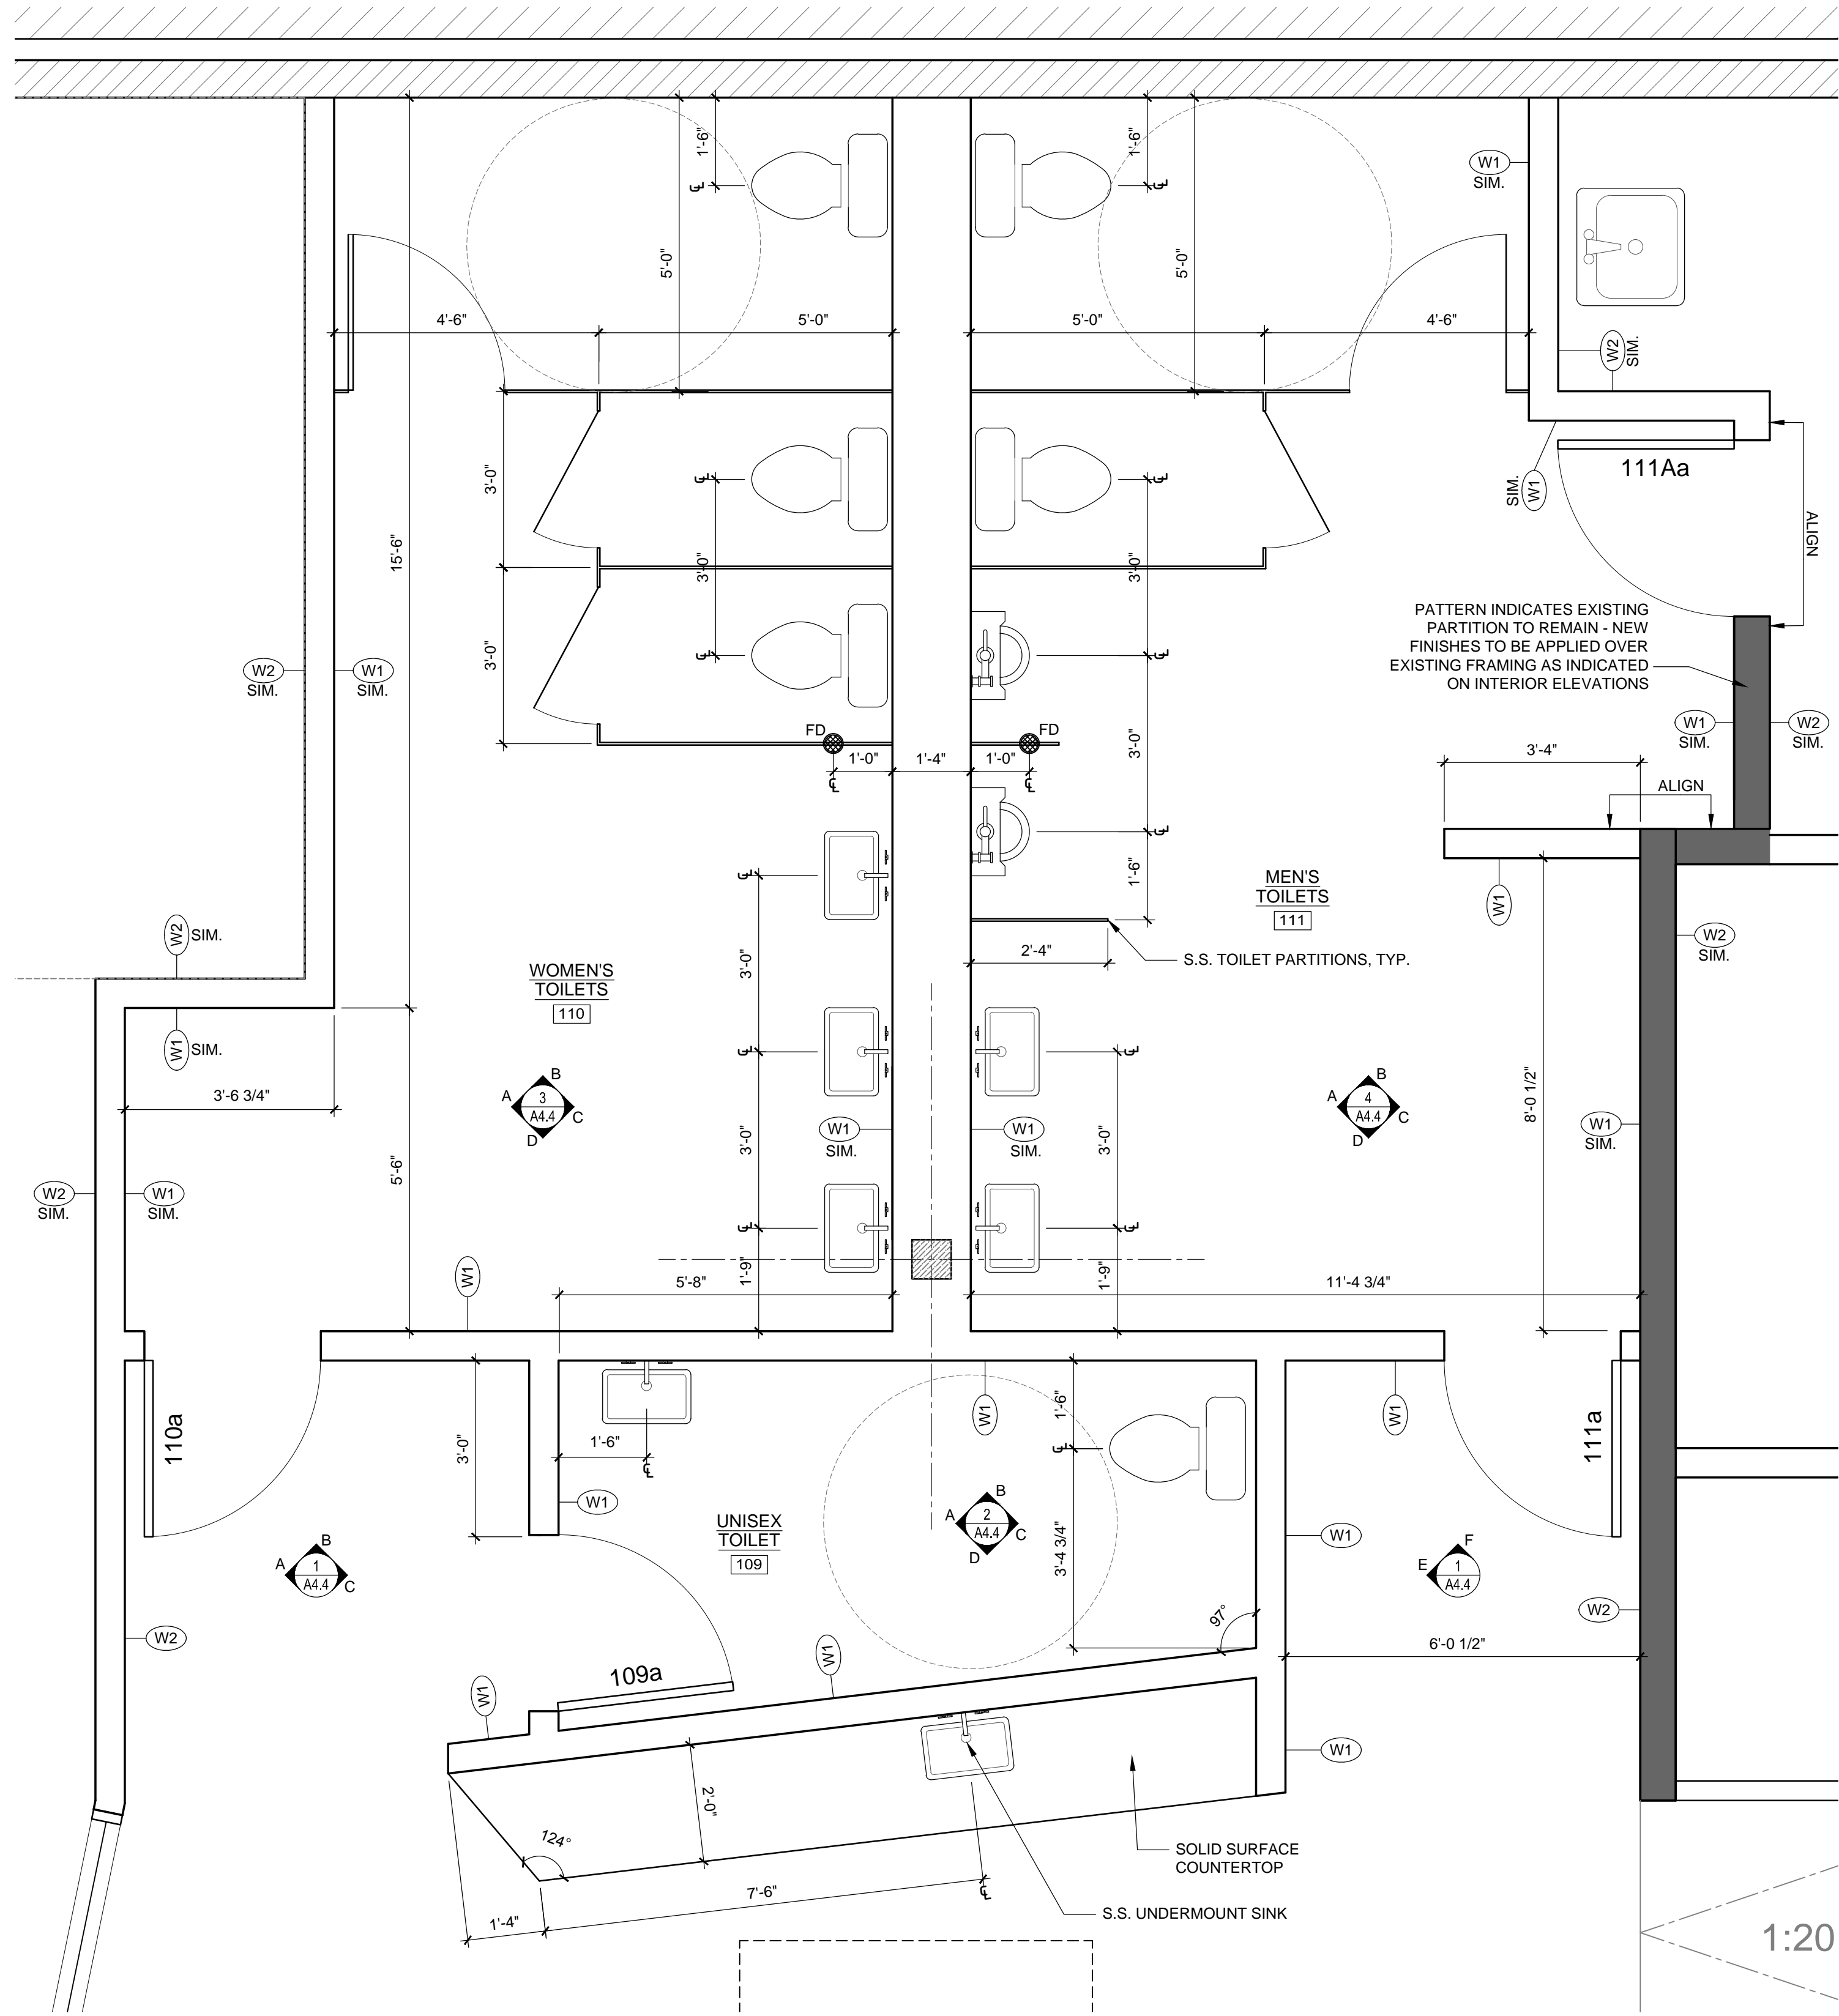 1'-6"
1'-6"
W1
SIM.
5'-0"
5'-0"
4'-6"
5'-0"
5'-0"
4'-6"
W2
SIM.
111Aa
3'-0"
SIM.
W1
ALIGN
15'-6"
3'-0"
3'-0"
PATTERN INDICATES EXISTING
PARTITION TO REMAIN - NEW
FINISHES TO BE APPLIED OVER
EXISTING FRAMING AS INDICATED
ON INTERIOR ELEVATIONS
3'-0"
W2
SIM.
W1
SIM.
W1
SIM.
W2
SIM.
FD
FD
1'-0"
1'-4"
1'-0"
3'-0"
3'-4"
ALIGN
1'-6"
MEN'S
TOILETS
111
W1
W2
SIM.
W2
SIM.
2'-4"
S.S. TOILET PARTITIONS, TYP.
WOMEN'S
TOILETS
110
3'-0"
W1
SIM.
3'-6 3/4"
A
B
3
A4.4
C
D
A
B
4
A4.4
C
D
8'-0 1/2"
W1
SIM.
W1
SIM.
W1
SIM.
3'-0"
3'-0"
5'-6"
W2
SIM.
W1
SIM.
W1
5'-8"
1'-9"
1'-9"
11'-4 3/4"
110a
3'-0"
1'-6"
W1
1'-6"
W1
111a
W1
UNISEX
TOILET
109
A
B
2
A4.4
C
D
3'-4 3/4"
W1
A
B
1
A4.4
C
E
F
1
A4.4
97°
W2
W2
6'-0 1/2"
109a
W1
W1
W1
2'-0"
124°
SOLID SURFACE
COUNTERTOP
7'-6"
1'-4"
S.S. UNDERMOUNT SINK
1:20